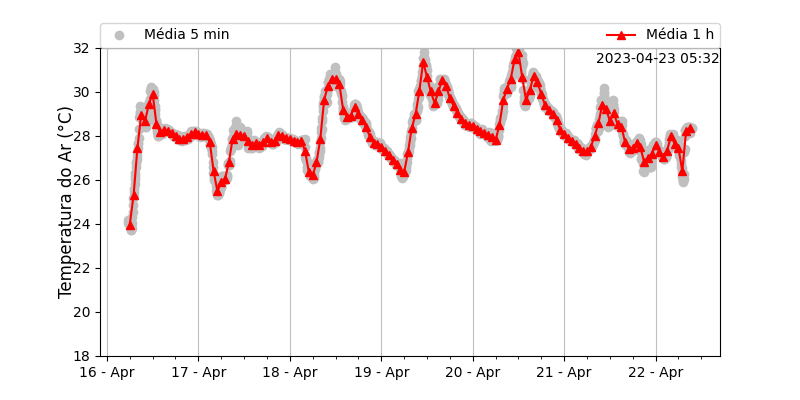 Média 5 min
Média 1 h
2023-04-23 05:32
Temperatura do Ar (°C)
32
30
28
26
24
22
20
18
16 - Apr
17 - Apr
18 - Apr
19 - Apr
20 - Apr
21 - Apr
22 - Apr